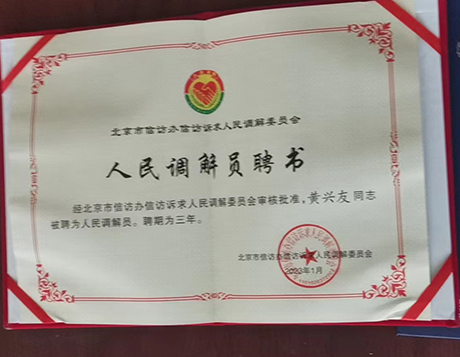 北京市信访办信访诉求人民调解委员会
人民调解员聘书
经北京市信访办信访诉求人民调解委员会审核批准，黄兴友同志
被聘为人民调解员。聘期为三年。
北京市信访办信访诉求人民调解委员会
2023年1月